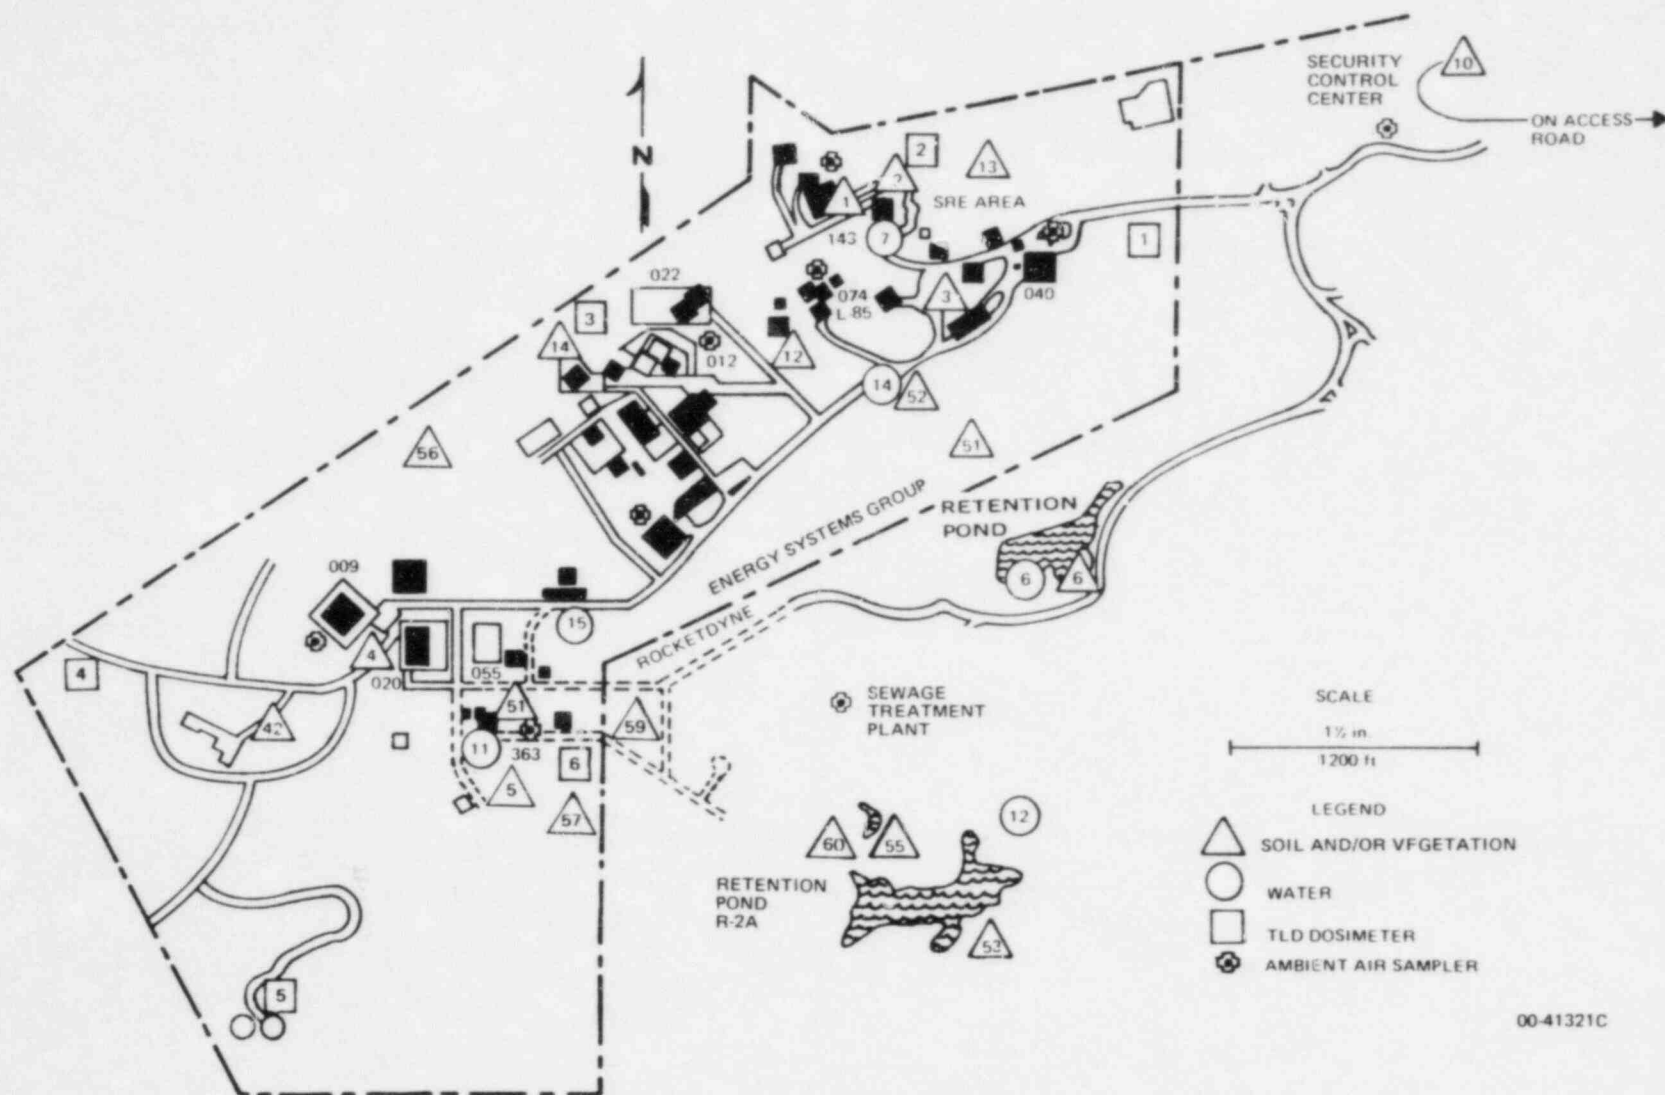 SECURITY
CONTROL
CENTER
10
ON ACCESS
ROAD
N
2
2
13
1
SRE AREA
143
7
1
022
074
L-85
3
040
3
14
012
12
14
52
56
51
RETENTION
POND
ENERGY SYSTEMS GROUP
ROCKETDYNE
6
6
009
15
4
4
020
055
42
51
59
11
363
6
5
57
SEWAGE
TREATMENT
PLANT
SCALE
1½ in.
1200 ft
LEGEND
SOIL AND/OR VFGETATION
WATER
TLD DOSIMETER
AMBIENT AIR SAMPLER
12
60
55
RETENTION
POND
R-2A
53
5
00-41321C